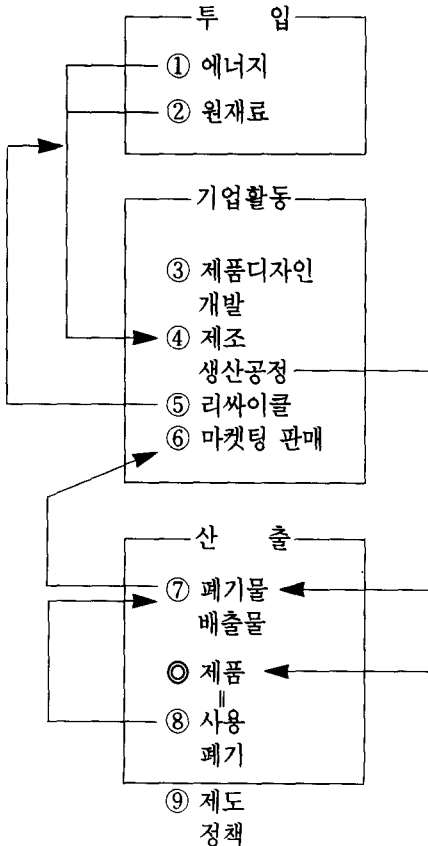 투 입
① 에너지
② 원재료
기업활동
③ 제품디자인
개발
④ 제조
생산공정
⑤ 리싸이클
⑥ 마켓팅 판매
산 출
⑦ 폐기물
배출물
◎ 제품
॥
⑧ 사용
폐기
⑨ 제도
정책